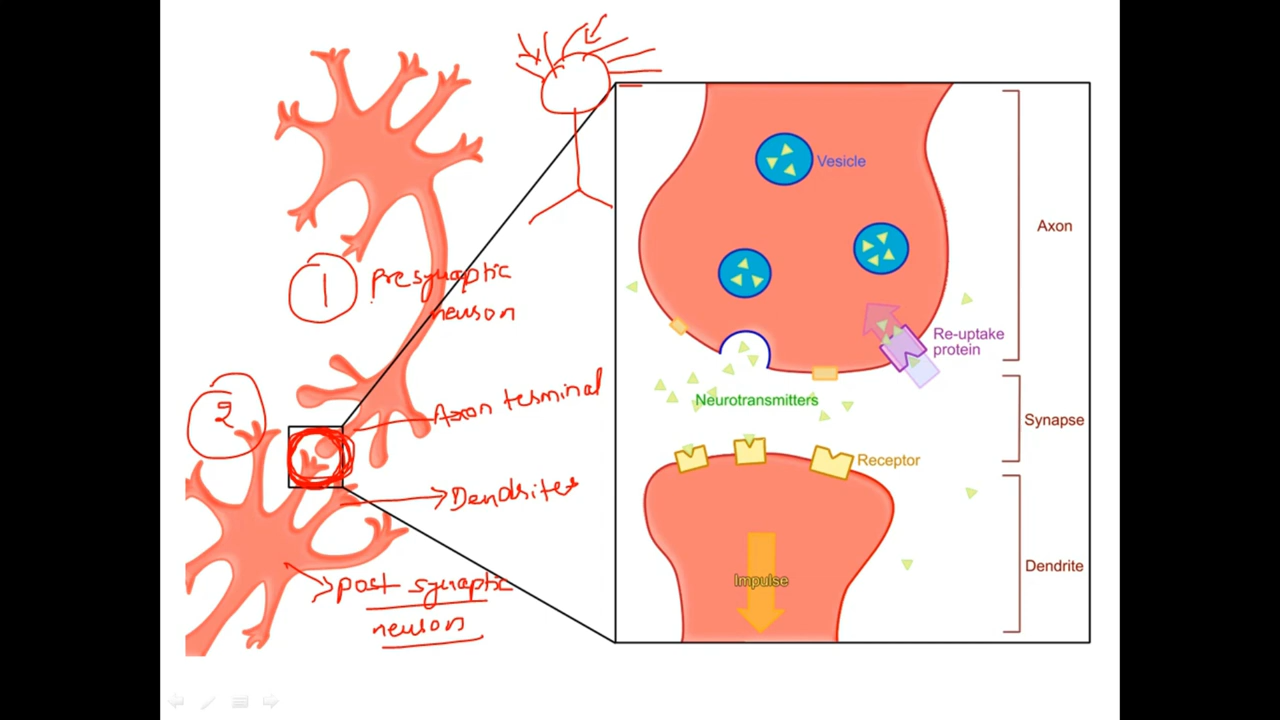 1
Presynaptic
neuron
2
Axon terminal
Dendrites
post synaptic
neuron
Vesicle
Axon
Re-uptake
protein
Neurotransmitters
Synapse
Receptor
Impulse
Dendrite